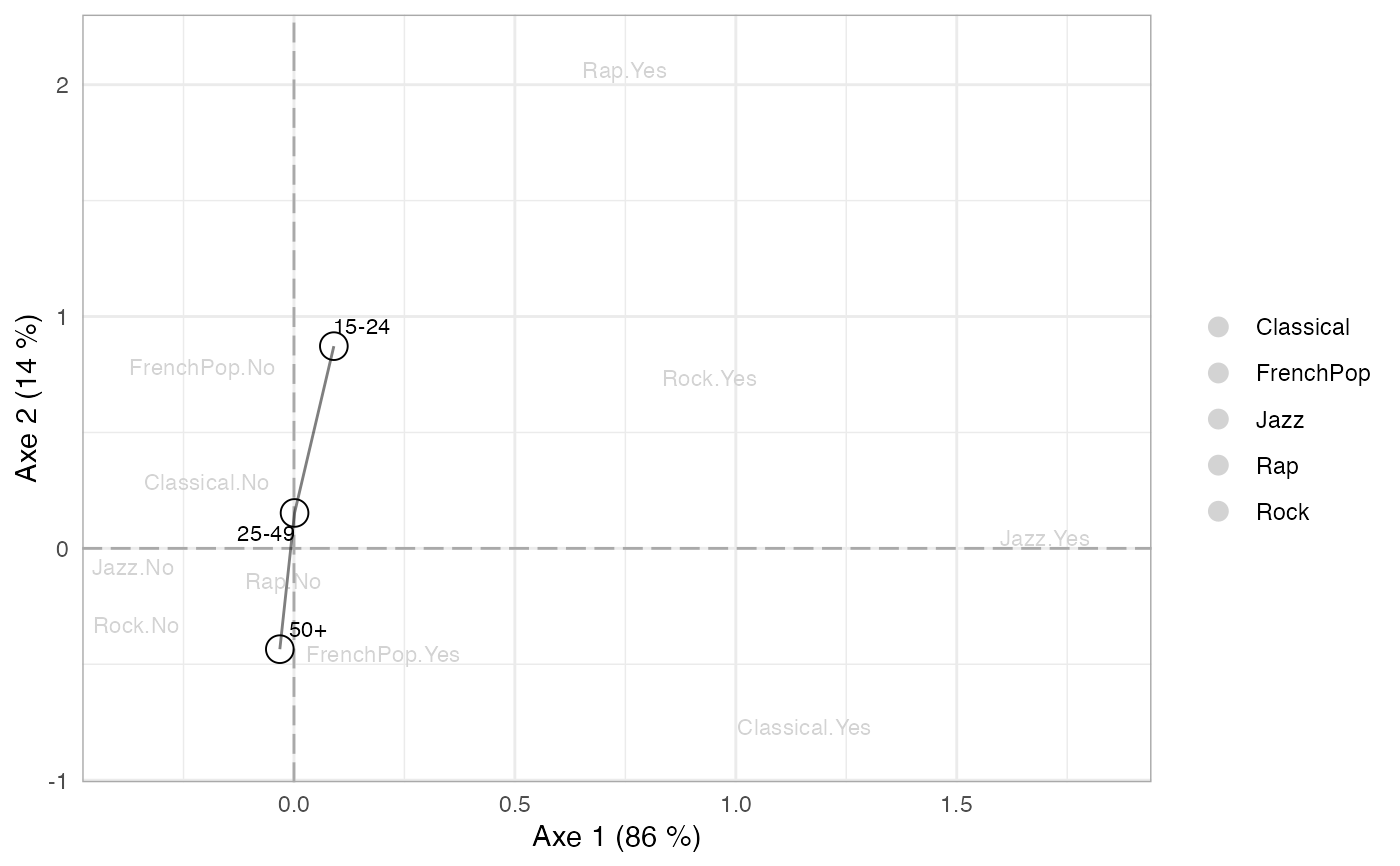 Rap.Yes
2
15-24
1
FrenchPop.No
Rock.Yes
Classical.No
25-49
Jazz.Yes
0
Jazz.No
Rap.No
Rock.No
50+
FrenchPop.Yes
Classical.Yes
-1
0.0 0.5 1.0 1.5
Axe 1 (86 %)
Axe 2 (14 %)
Classical
FrenchPop
Jazz
Rap
Rock